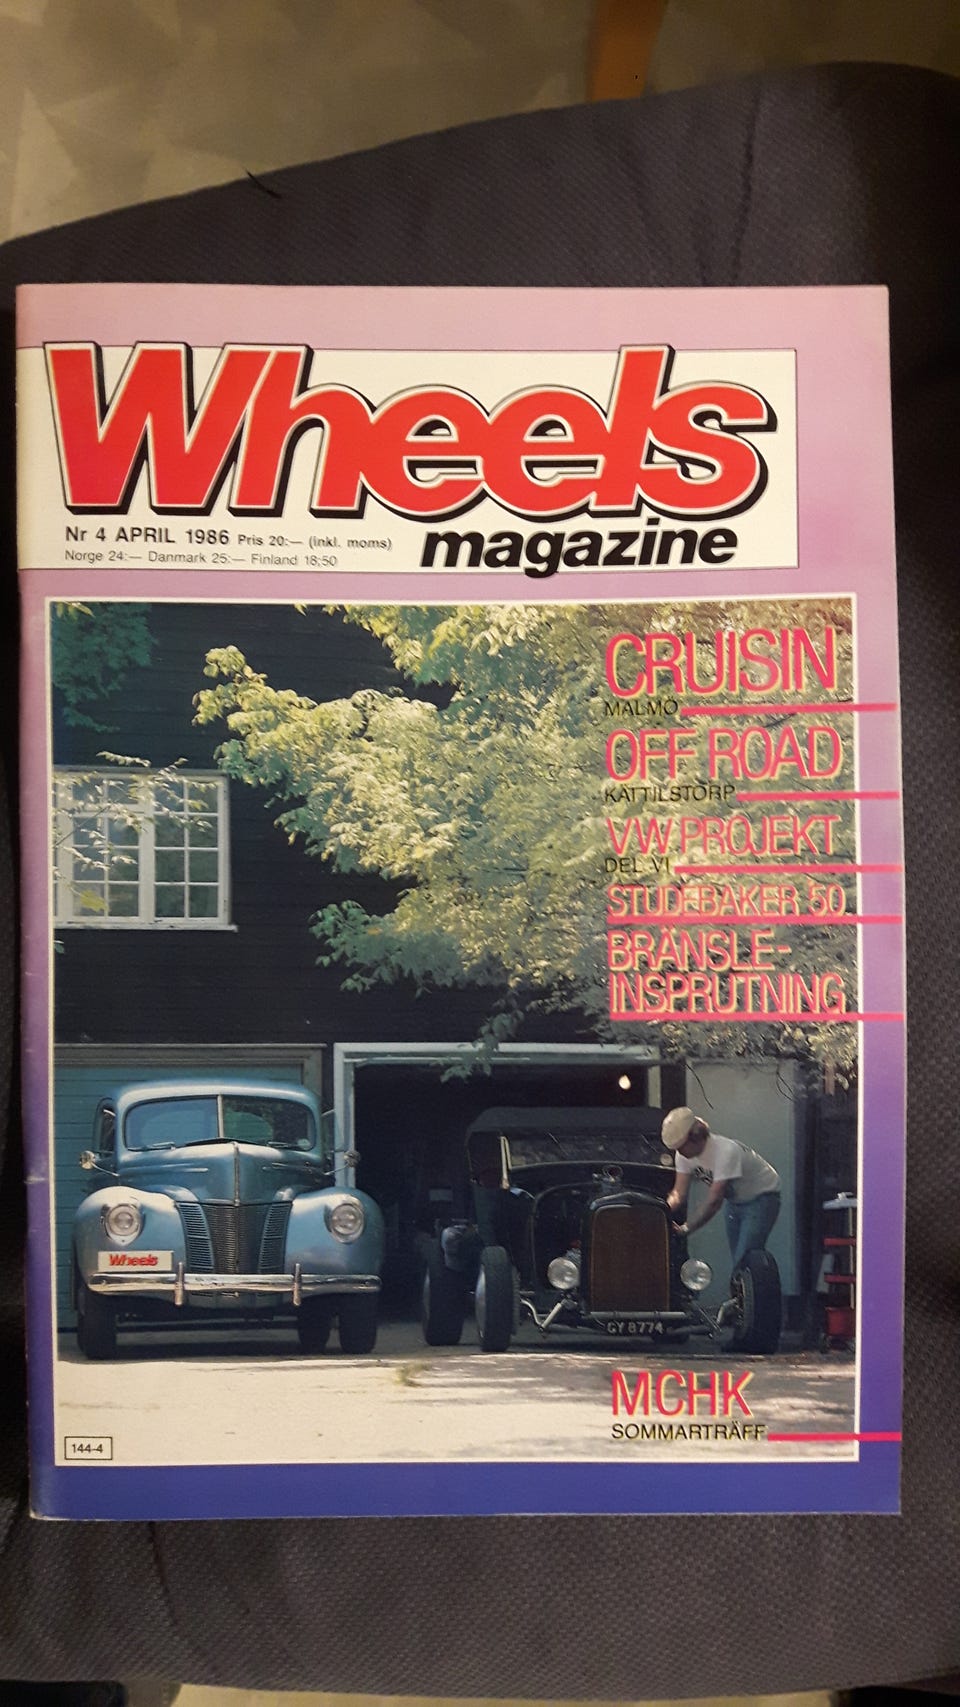 Wheels
magazine
Nr 4 APRIL 1986 Pris 20:— (inkl. moms)
Norge 24:— Danmark 25:— Finland 18;50
CRUISIN
MALMÖ
OFF ROAD
KÄTTILSTORP
VW PROJEKT
DEL VI
STUDEBAKER 50
BRÄNSLE-
INSPRUTNING
Wheels
GY 8774
MCHK
SOMMARTRÄFF
144-4